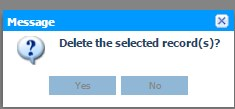 Message
Delete the selected record(s)?
Yes No